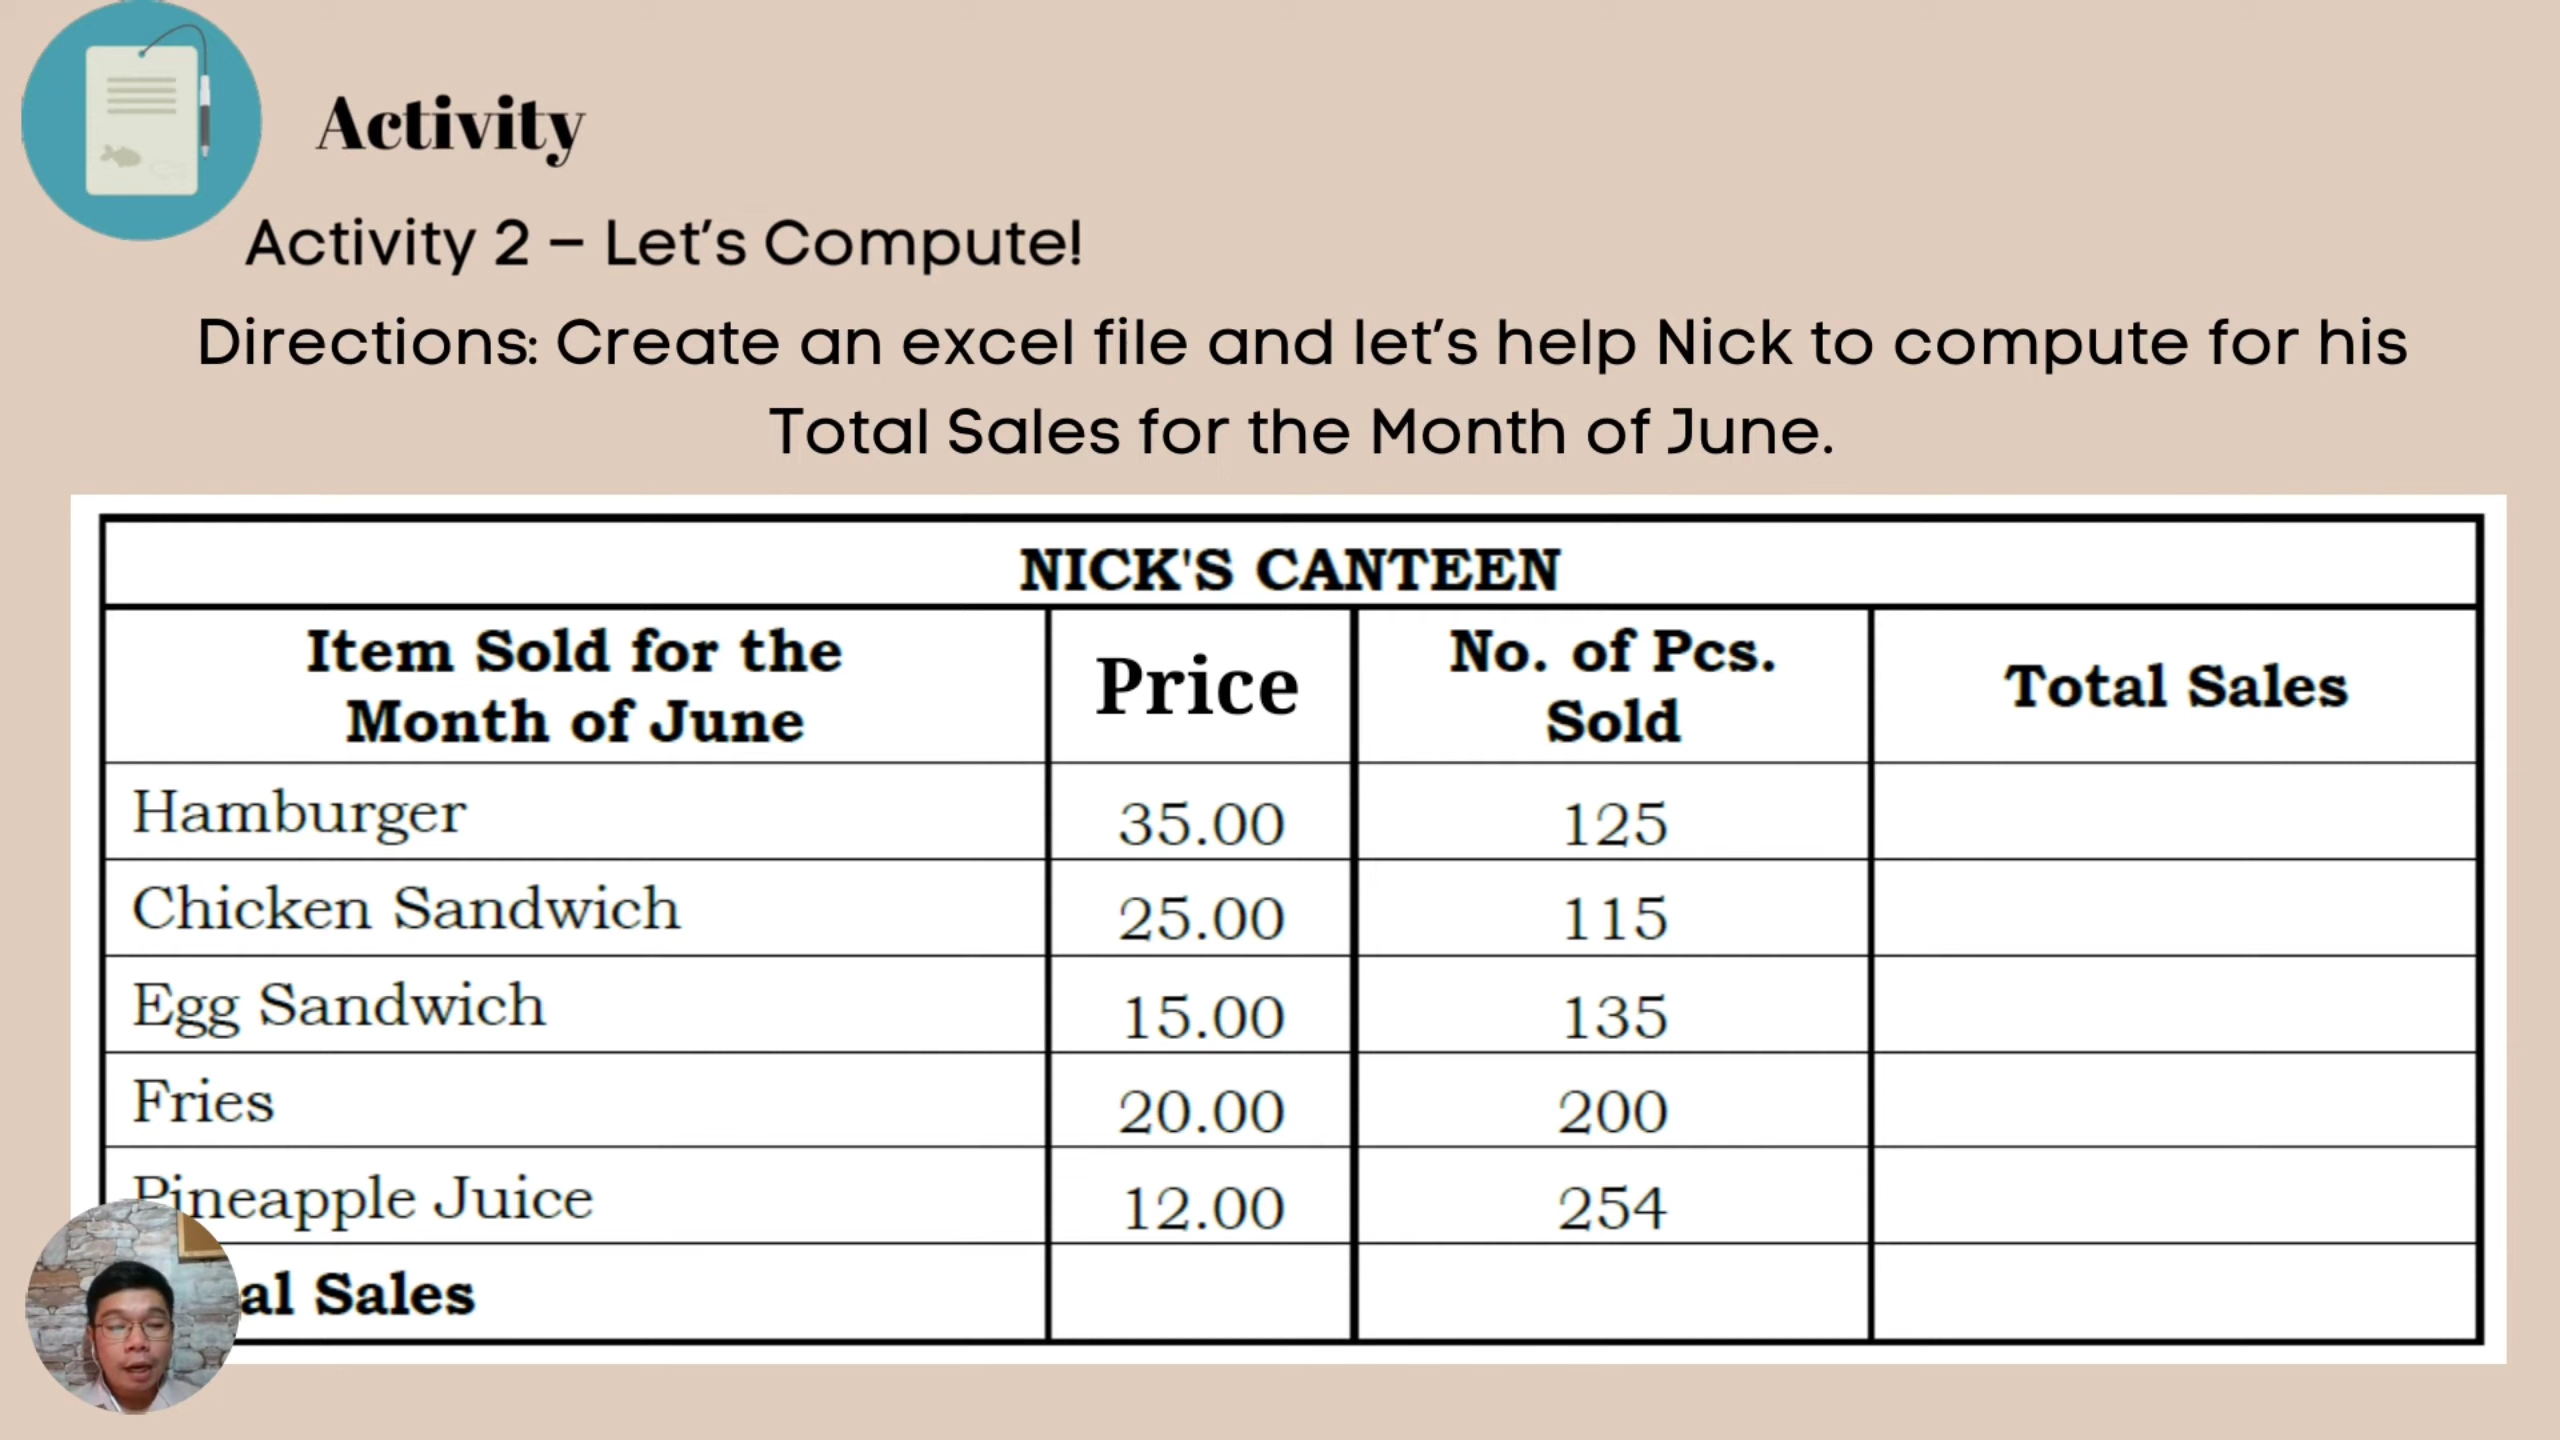 Activity
Activity 2 – Let's Compute!
Directions: Create an excel file and let's help Nick to compute for his
Total Sales for the Month of June.
NICK'S CANTEEN
Item Sold for the
Month of June
Price
No. of Pcs.
Sold
Total Sales
Hamburger 35.00 125
Chicken Sandwich 25.00 115
Egg Sandwich 15.00 135
Fries 20.00 200
Pineapple Juice 12.00 254
al Sales